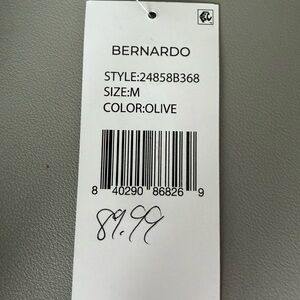 BERNARDO
STYLE:24858B368
SIZE:M
COLOR:OLIVE
8 40290 86826 9
89.99